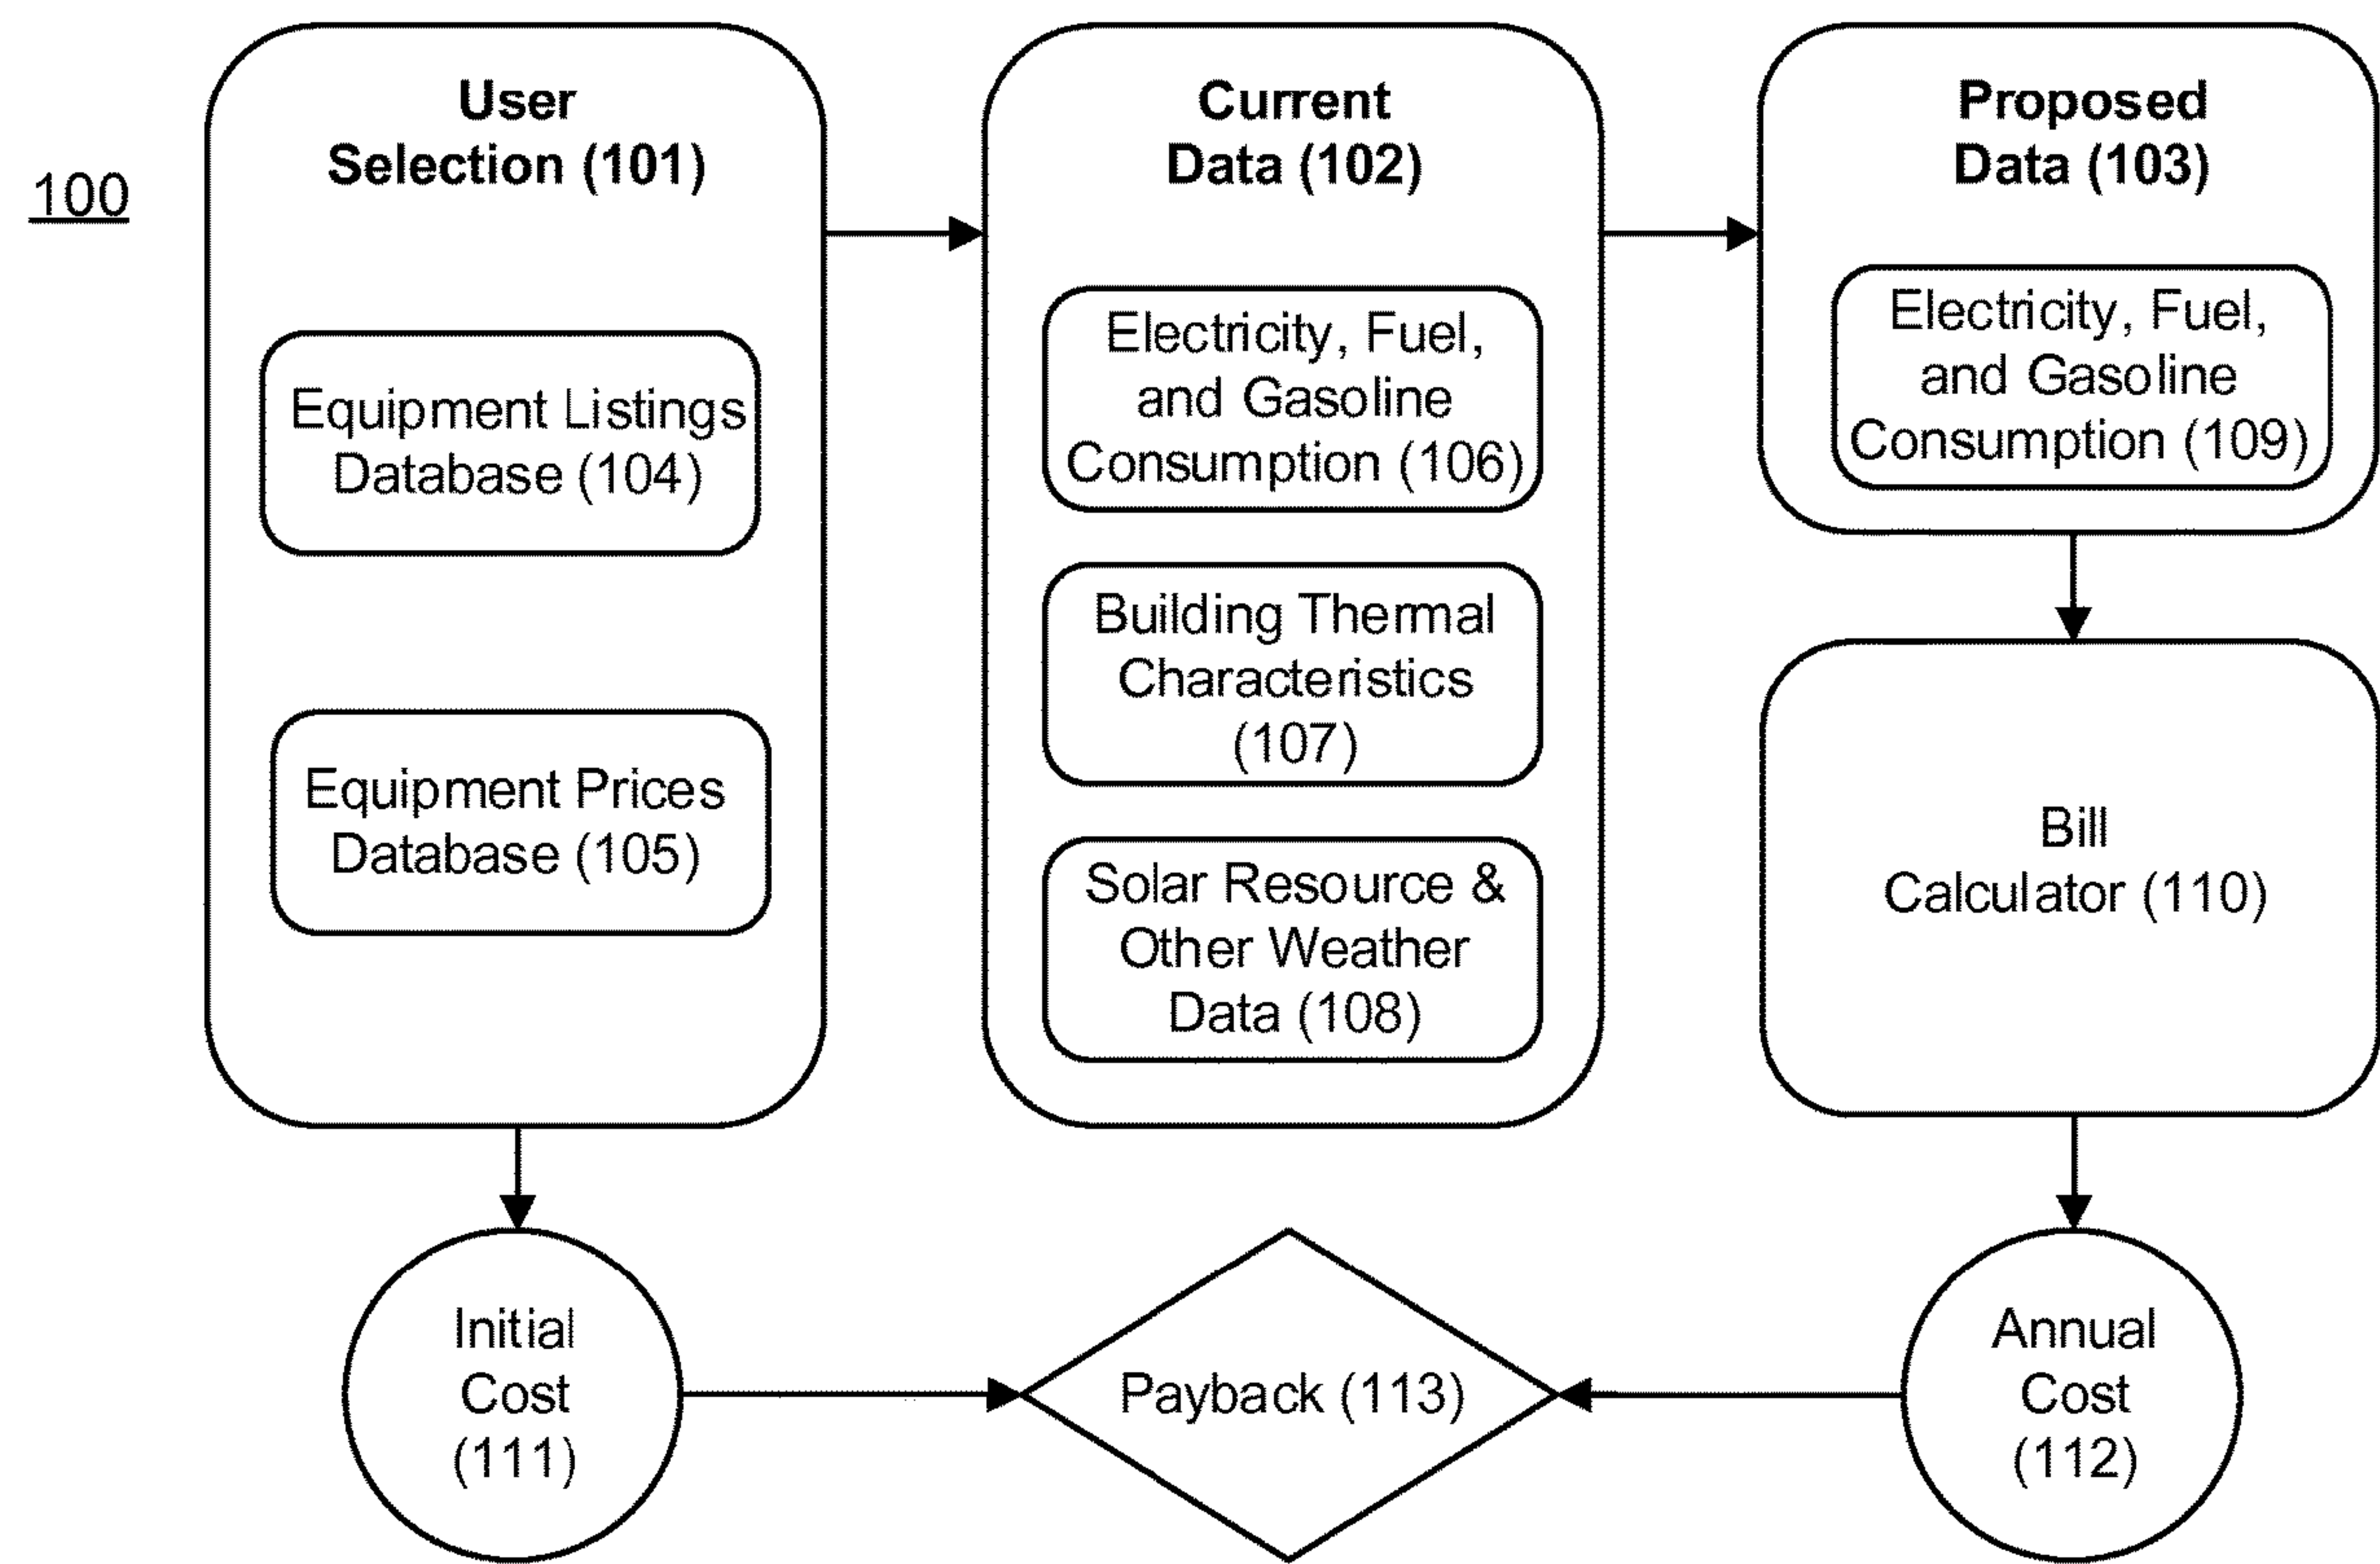 100
User
Selection (101)
Equipment Listings
Database (104)
Equipment Prices
Database (105)
Current
Data (102)
Electricity, Fuel,
and Gasoline
Consumption (106)
Building Thermal
Characteristics
(107)
Solar Resource &
Other Weather
Data (108)
Proposed
Data (103)
Electricity, Fuel,
and Gasoline
Consumption (109)
Bill
Calculator (110)
Initial
Cost
(111)
Payback (113)
Annual
Cost
(112)